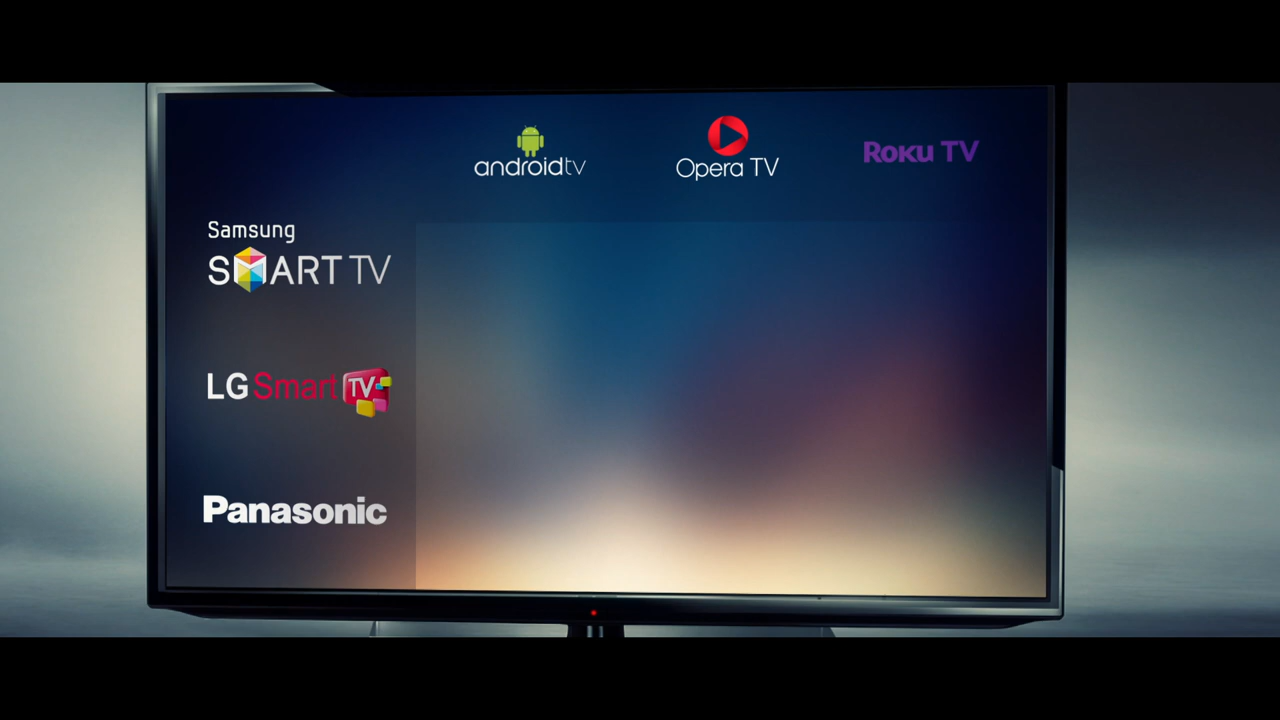 androidtv
Opera TV
Roku TV
Samsung
SMART TV
LG Smart TV
Panasonic